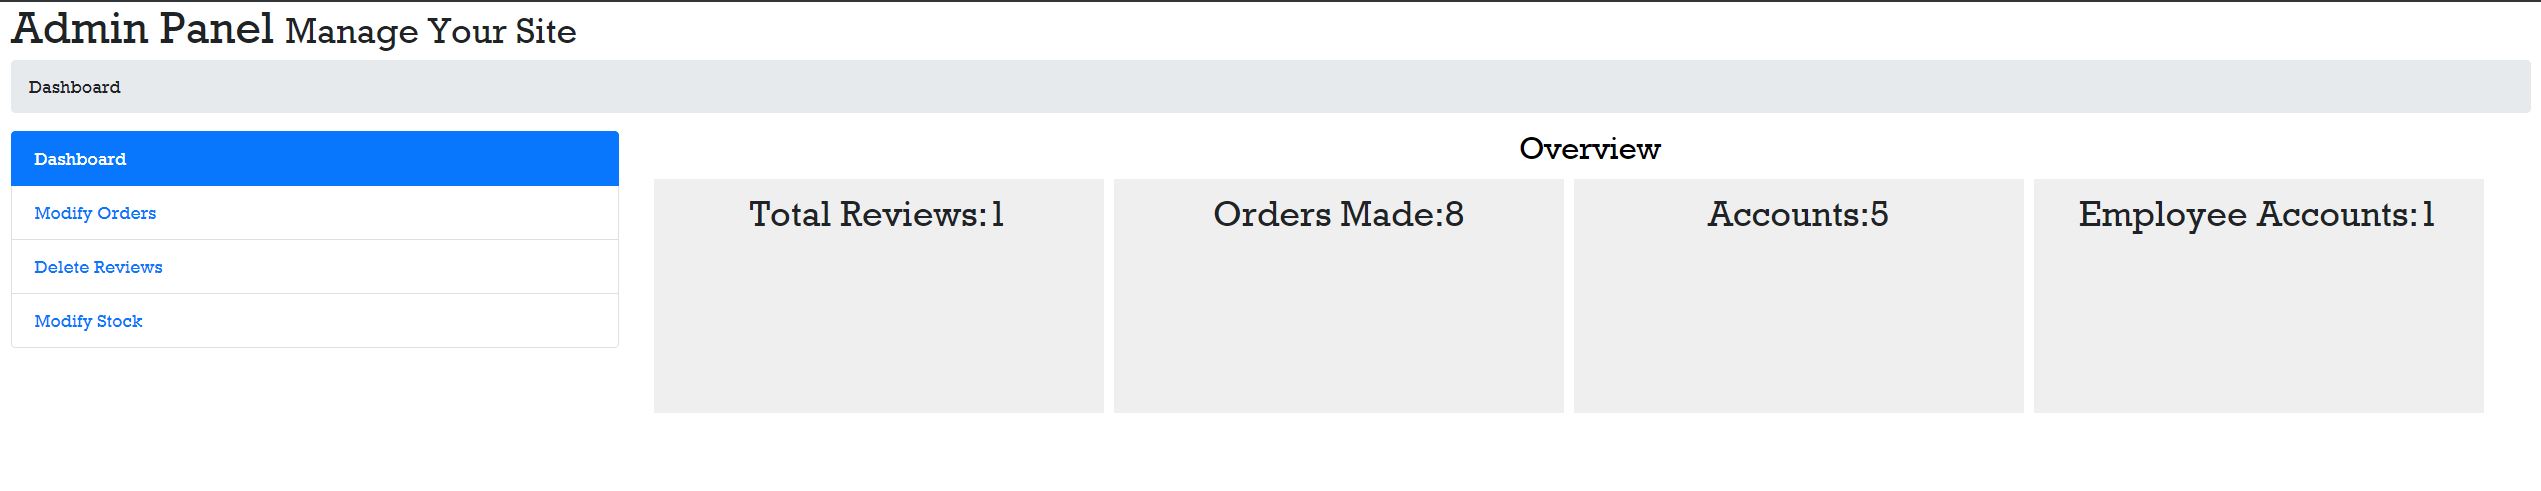 Admin Panel Manage Your Site
Dashboard
Dashboard
Modify Orders
Delete Reviews
Modify Stock
Overview
Total Reviews:1
Orders Made:8
Accounts:5
Employee Accounts:1